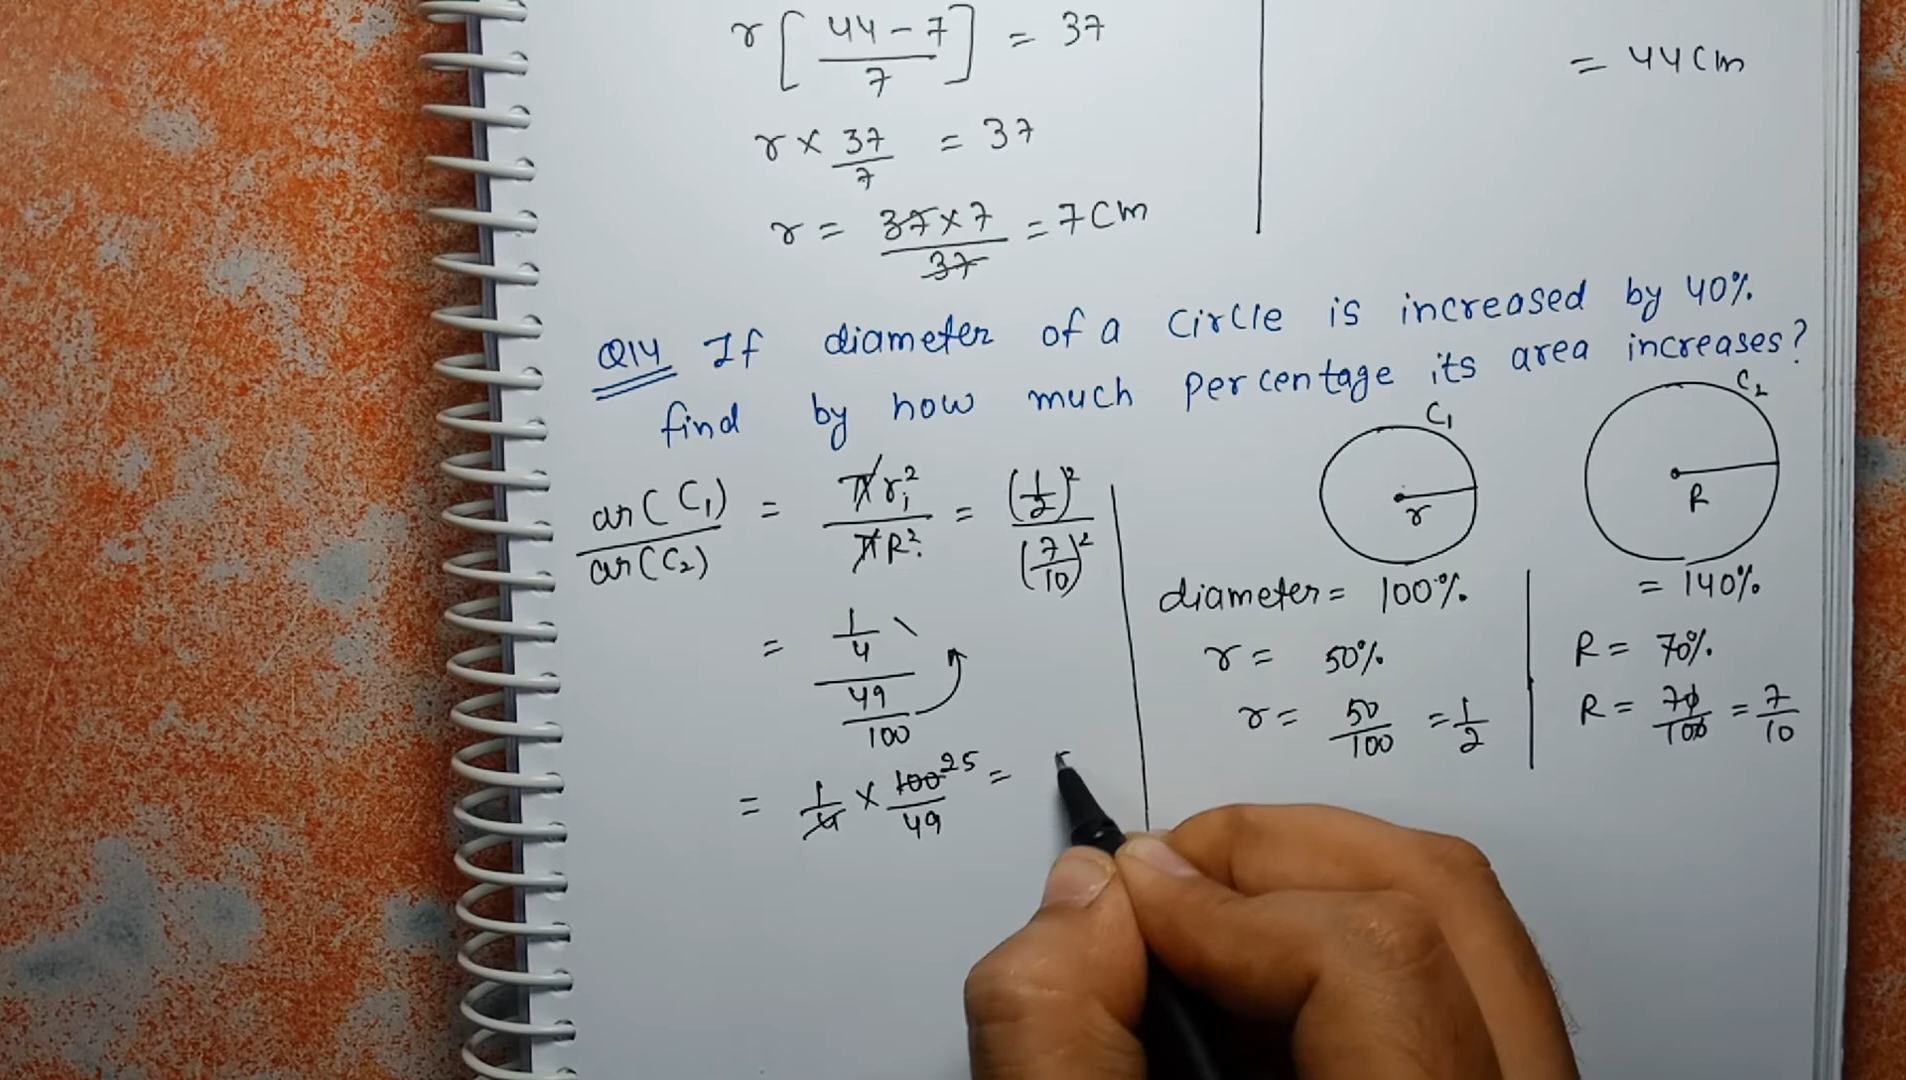 r [ 44 - 7 / 7 ] = 37
r × 37/7 = 37
r = 37×7/37 = 7 Cm
= 44 Cm
Q14 If diameter of a circle is increased by 40%.
find by how much percentage its area increases?
ar(C₁)/ar(C₂) = πr₁²/πR² = (1/2)²/(7/10)²
= 1/4 / 49/100
= 1/4 × 100/49 25 =
C₁
r
C₂
R
diameter = 100%.
= 140%
r = 50%.
R = 70%.
r = 50/100 = 1/2
R = 70/100 = 7/10